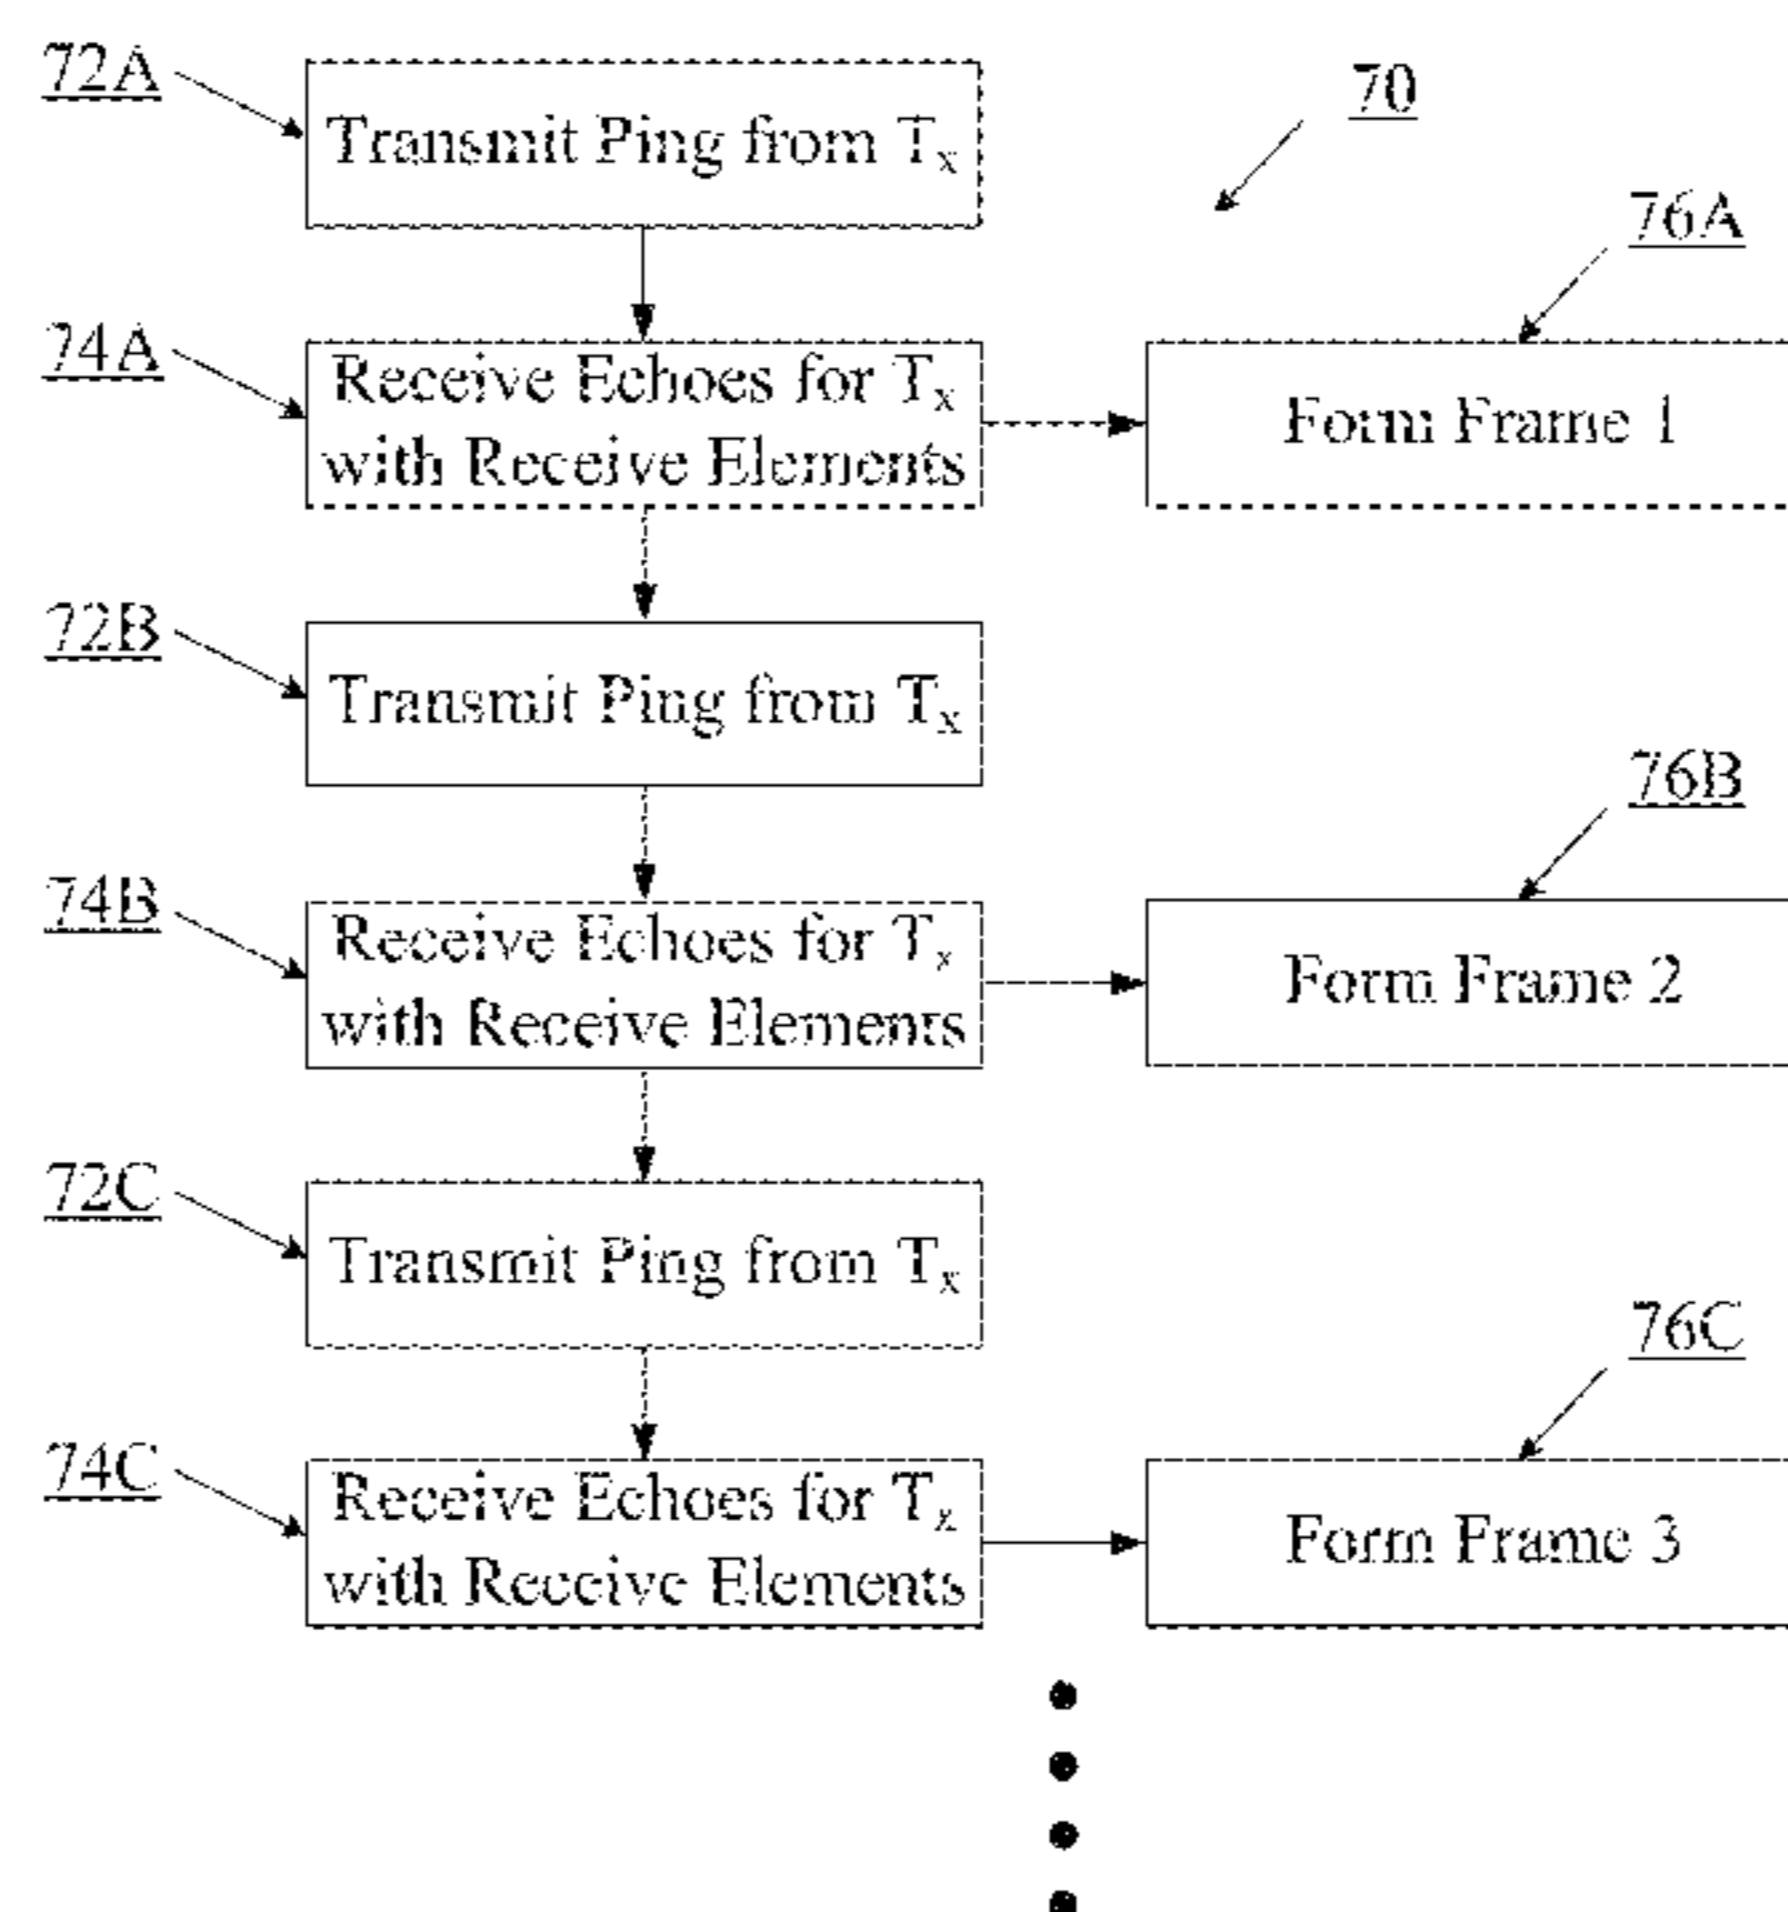 72A
Transmit Ping from Tx
70
76A
74A
Receive Echoes for Tx
with Receive Elements
Form Frame 1
72B
Transmit Ping from Tx
76B
74B
Receive Echoes for Tx
with Receive Elements
Form Frame 2
72C
Transmit Ping from Tx
76C
74C
Receive Echoes for Tx
with Receive Elements
Form Frame 3